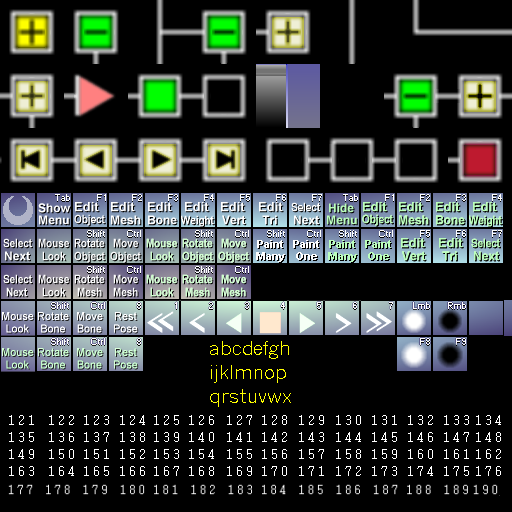 Tab F1 F2 F3 F4 F5 F6 F7 Tab F1 F2 F3 F4
Show Menu Edit Object Edit Mesh Edit Bone Edit Weight Edit Vert Edit Tri Select Next Hide Menu Edit Object Edit Mesh Edit Bone Edit Weight
Shift Ctrl Shift Ctrl Shift Ctrl Shift Ctrl F5 F6 F7
Select Next Mouse Look Rotate Object Move Object Mouse Look Rotate Object Move Object Paint Many Paint One Paint Many Paint One Edit Vert Edit Tri Select Next
Shift Ctrl Shift Ctrl
Select Next Mouse Look Rotate Mesh Move Mesh Mouse Look Rotate Mesh Move Mesh
Shift Ctrl 8 1 2 3 4 5 6 7 Lmb Rmb
Mouse Look Rotate Bone Move Bone Rest Pose
Shift Ctrl 8 F8 F9
Mouse Look Rotate Bone Move Bone Rest Pose
abcdefgh
ijklmnop
qrstuvwx
121 122 123 124 125 126 127 128 129 130 131 132 133 134
135 136 137 138 139 140 141 142 143 144 145 146 147 148
149 150 151 152 153 154 155 156 157 158 159 160 161 162
163 164 165 166 167 168 169 170 171 172 173 174 175 176
177 178 179 180 181 182 183 184 185 186 187 188 189 190